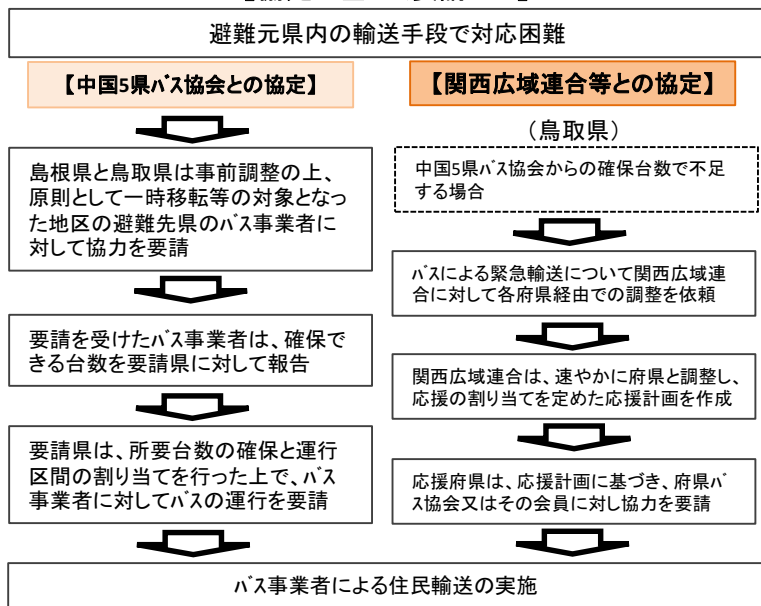 避難元県内の輸送手段で対応困難
【中国5県バス協会との協定】
島根県と鳥取県は事前調整の上、
原則として一時移転等の対象となっ
た地区の避難先県のバス事業者に
対して協力を要請
要請を受けたバス事業者は、確保で
きる台数を要請県に対して報告
要請県は、所要台数の確保と運行
区間の割り当てを行った上で、バス
事業者に対してバスの運行を要請
【関西広域連合等との協定】
（鳥取県）
中国5県バス協会からの確保台数で不足
する場合
バスによる緊急輸送について関西広域連
合に対して各府県経由での調整を依頼
関西広域連合は、速やかに府県と調整し、
応援の割り当てを定めた応援計画を作成
応援府県は、応援計画に基づき、府県バ
ス協会又はその会員に対し協力を要請
バス事業者による住民輸送の実施